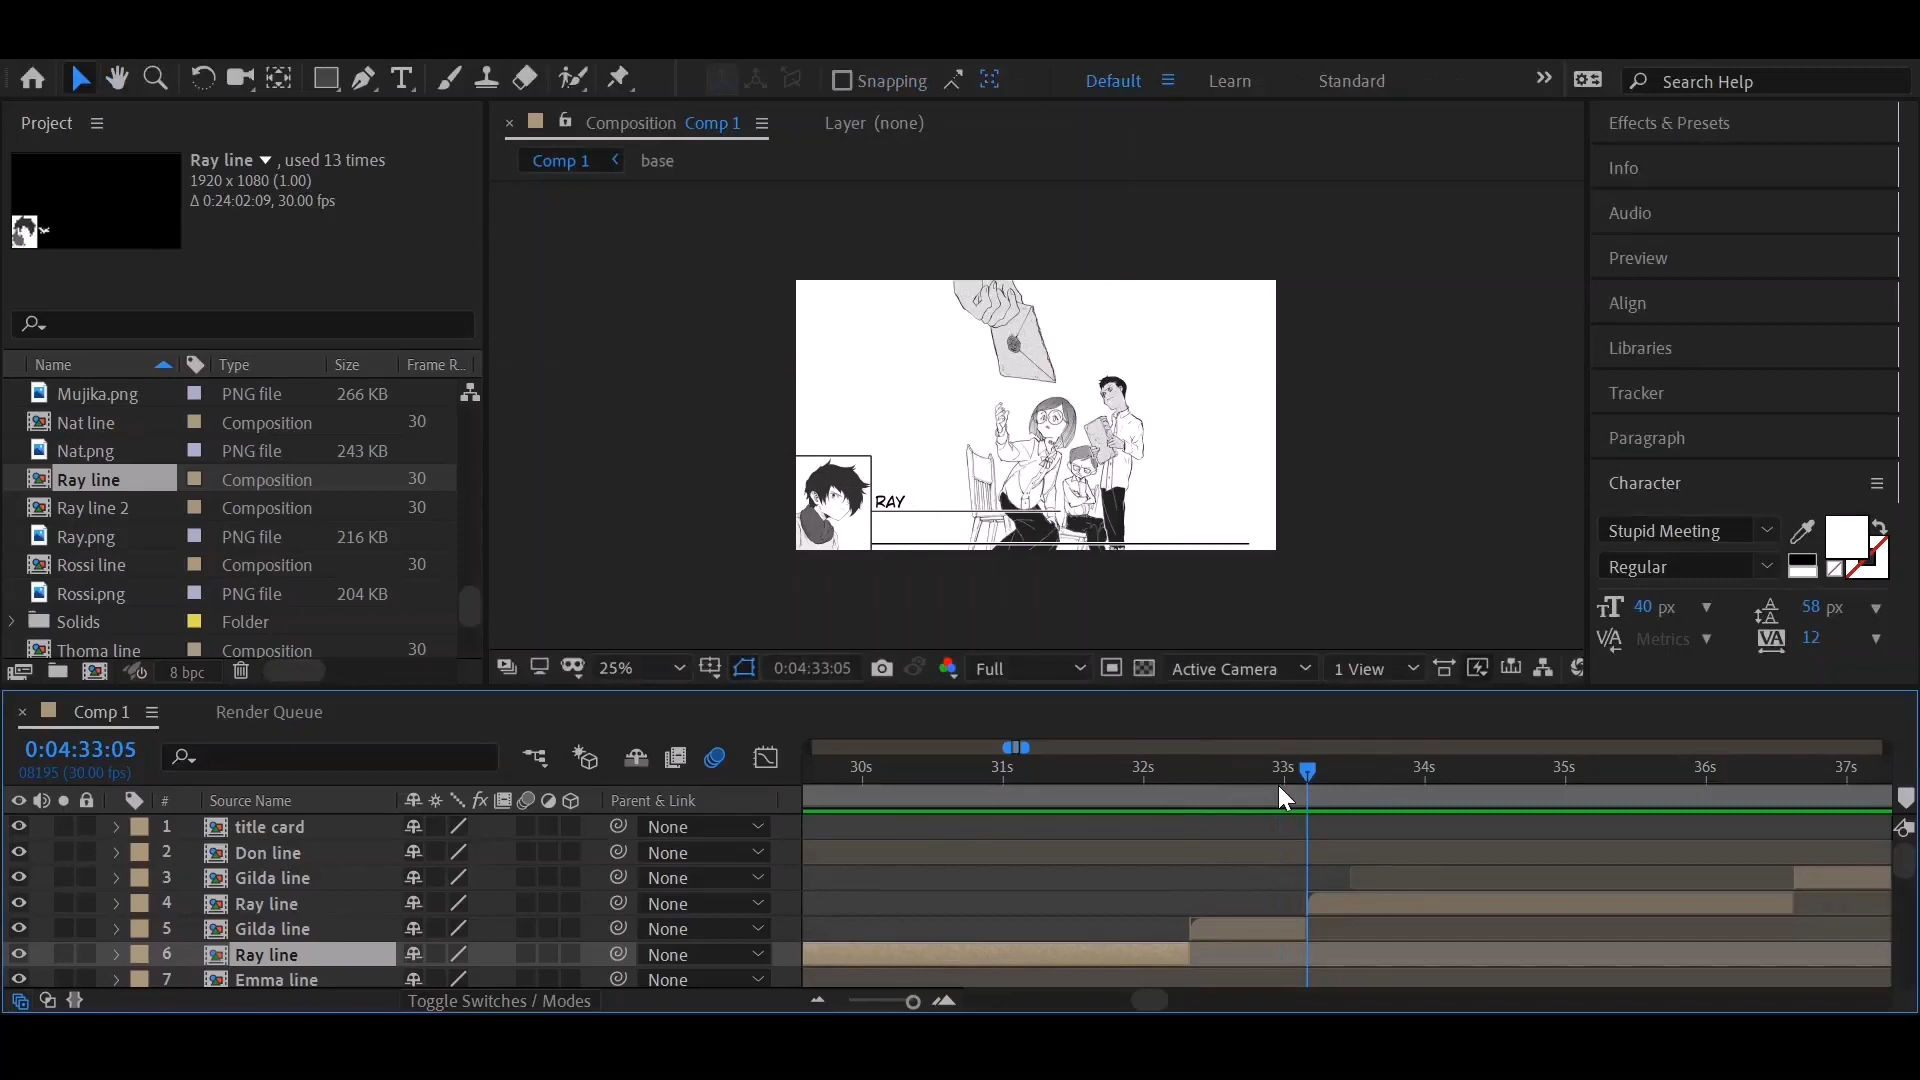 Snapping
Default
Learn
Standard
Search Help
Project
Ray line , used 13 times
1920 x 1080 (1.00)
Δ 0:24:02:09, 30.00 fps
Composition Comp 1
Layer (none)
Comp 1
base
Name Type Size Frame R...
Mujika.png PNG file 266 KB
Nat line Composition 30
Nat.png PNG file 243 KB
Ray line Composition 30
Ray line 2 Composition 30
Ray.png PNG file 216 KB
Rossi line Composition 30
Rossi.png PNG file 204 KB
Solids Folder
Thoma line Composition 30
8 bpc
RAY
25%
0:04:33:05
Full
Active Camera
1 View
Effects & Presets
Info
Audio
Preview
Align
Libraries
Tracker
Paragraph
Character
Stupid Meeting
Regular
40 px
58 px
Metrics
12
Comp 1
Render Queue
0:04:33:05
08195 (30.00 fps)
30s 31s 32s 33s 34s 35s 36s 37s
# Source Name Parent & Link
1 title card None
2 Don line None
3 Gilda line None
4 Ray line None
5 Gilda line None
6 Ray line None
7 Emma line None
Toggle Switches / Modes